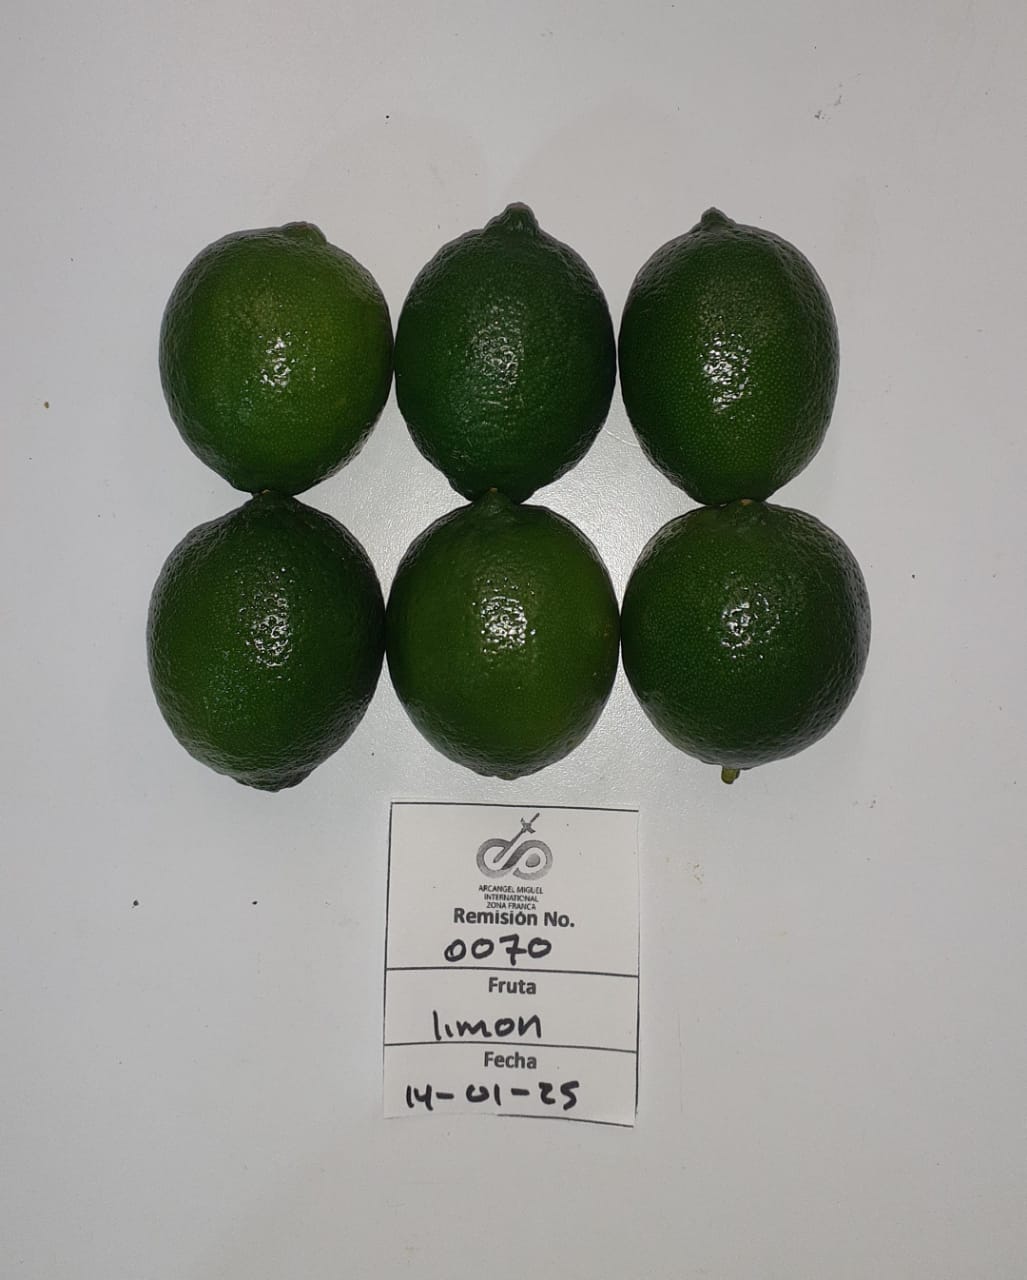 ARCANGEL MIGUEL
INTERNATIONAL
ZONA FRANCA
Remisión No.
0070
Fruta
limon
Fecha
14-01-25